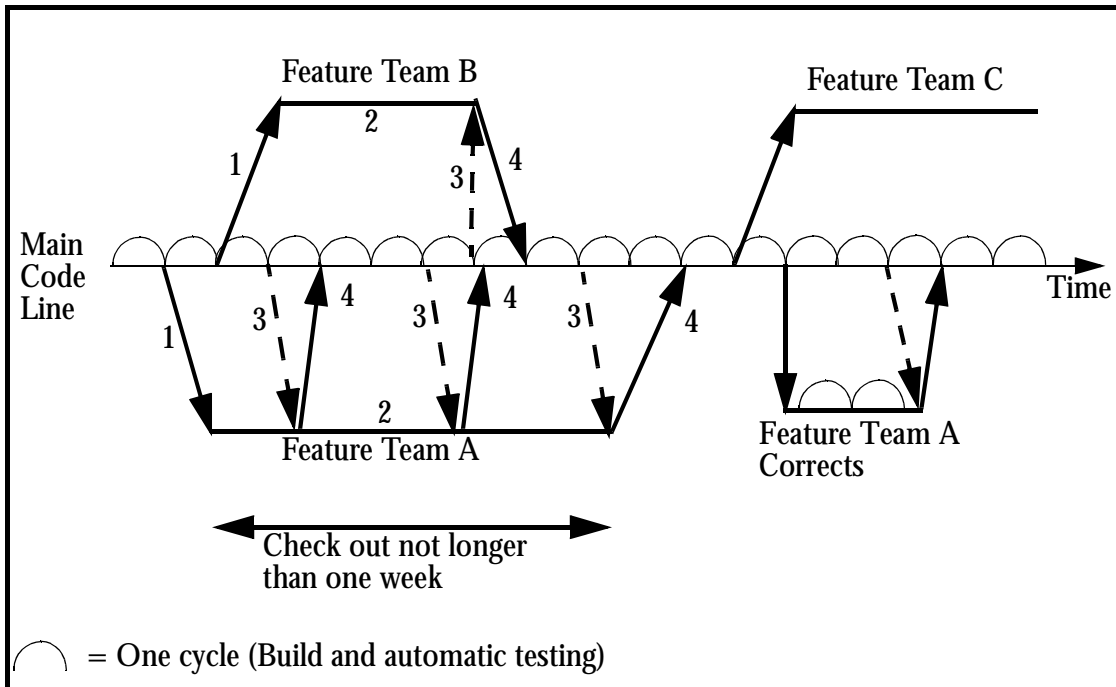 Feature Team B
Feature Team C
2
1
3
4
Main
Code
Line
Time
1
3
4
3
4
3
4
2
Feature Team A
Feature Team A
Corrects
Check out not longer
than one week
= One cycle (Build and automatic testing)